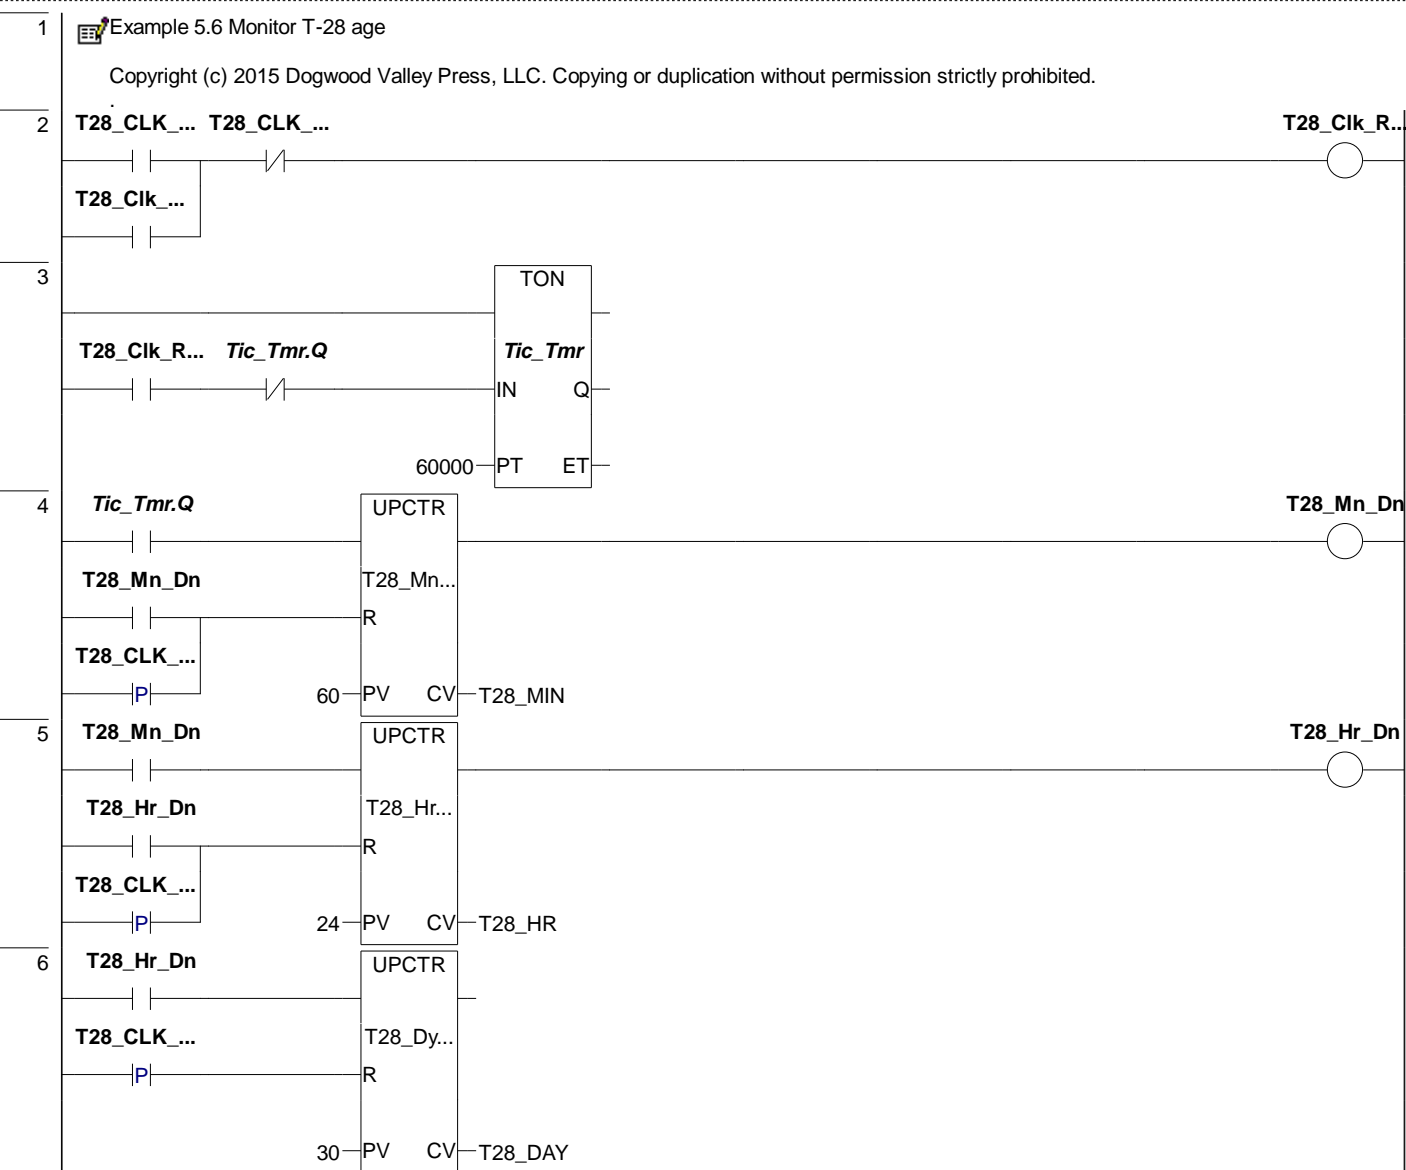 1 Example 5.6 Monitor T-28 age
Copyright (c) 2015 Dogwood Valley Press, LLC. Copying or duplication without permission strictly prohibited.
.
2 T28_CLK_... T28_CLK_... T28_Clk_R...
T28_Clk_...
3 TON
T28_Clk_R... Tic_Tmr.Q Tic_Tmr
IN Q
60000 PT ET
4 Tic_Tmr.Q UPCTR T28_Mn_Dn
T28_Mn_Dn T28_Mn...
R
T28_CLK_...
P 60 PV CV T28_MIN
5 T28_Mn_Dn UPCTR T28_Hr_Dn
T28_Hr_Dn T28_Hr...
R
T28_CLK_...
P 24 PV CV T28_HR
6 T28_Hr_Dn UPCTR
T28_CLK_... T28_Dy...
P R
30 PV CV T28_DAY